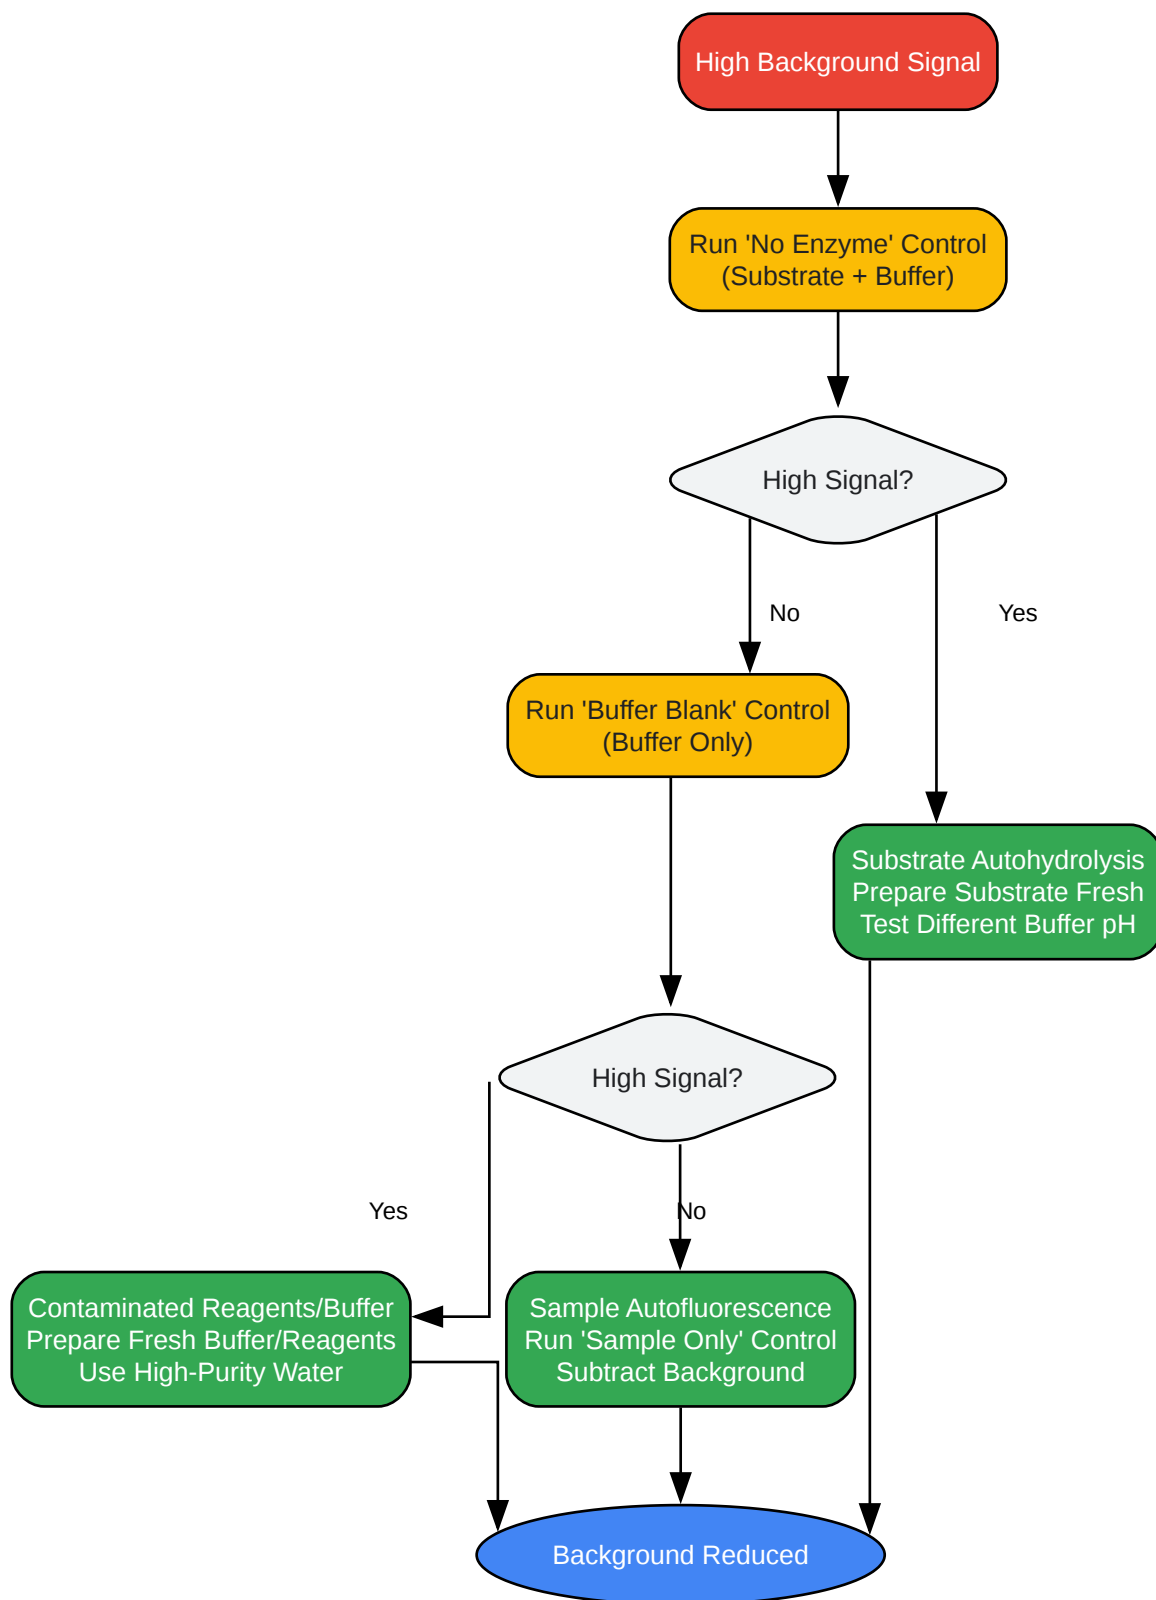 High Background Signal
Run 'No Enzyme' Control
(Substrate + Buffer)
High Signal?
No
Yes
Run 'Buffer Blank' Control
(Buffer Only)
Substrate Autohydrolysis
Prepare Substrate Fresh
Test Different Buffer pH
High Signal?
Yes
No
Contaminated Reagents/Buffer
Prepare Fresh Buffer/Reagents
Use High-Purity Water
Sample Autofluorescence
Run 'Sample Only' Control
Subtract Background
Background Reduced